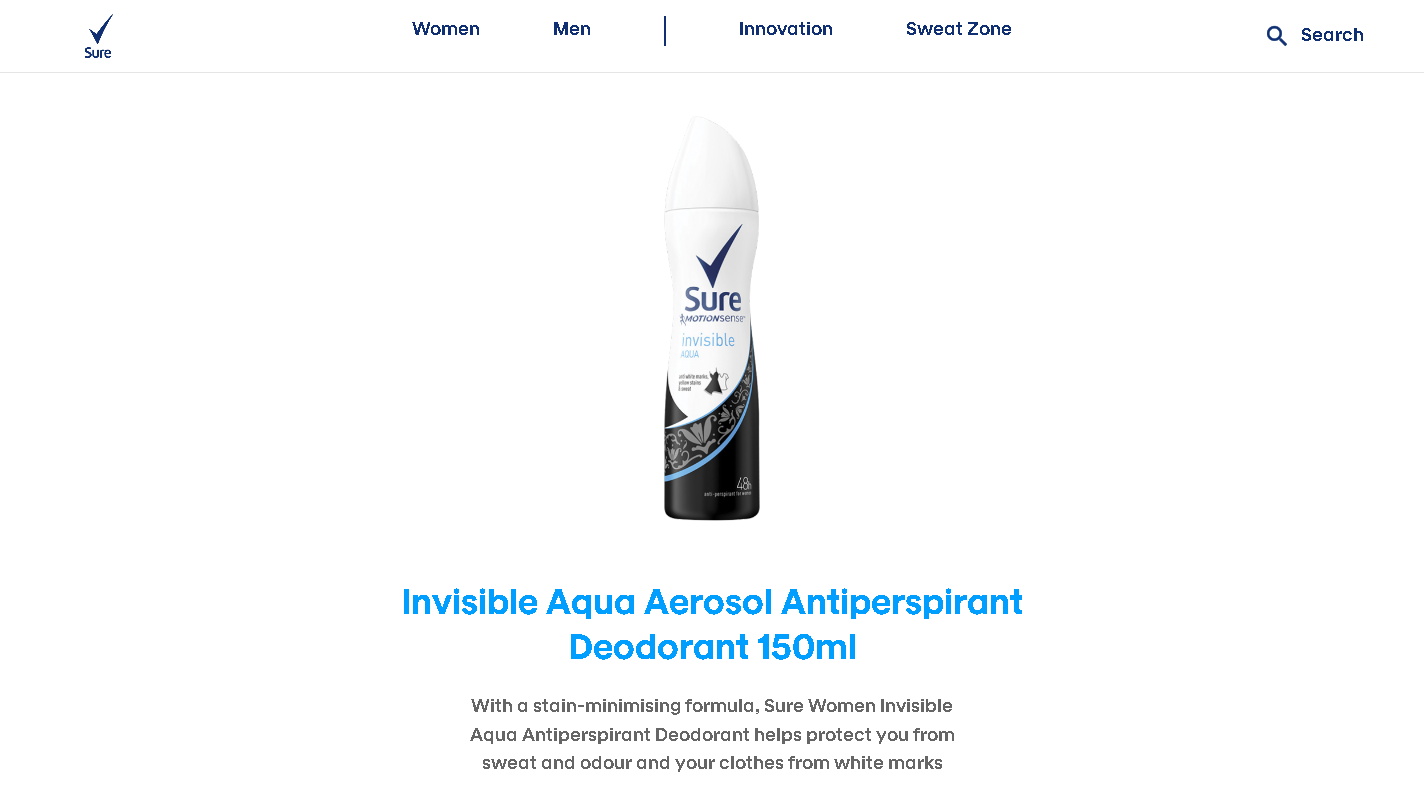 Sure
Women
Men
Innovation
Sweat Zone
Search
Sure
MOTIONsense
invisible
AQUA
anti white marks,
yellow stains
& sweat
48h
anti-perspirant for women
Invisible Aqua Aerosol Antiperspirant
Deodorant 150ml
With a stain-minimising formula, Sure Women Invisible
Aqua Antiperspirant Deodorant helps protect you from
sweat and odour and your clothes from white marks